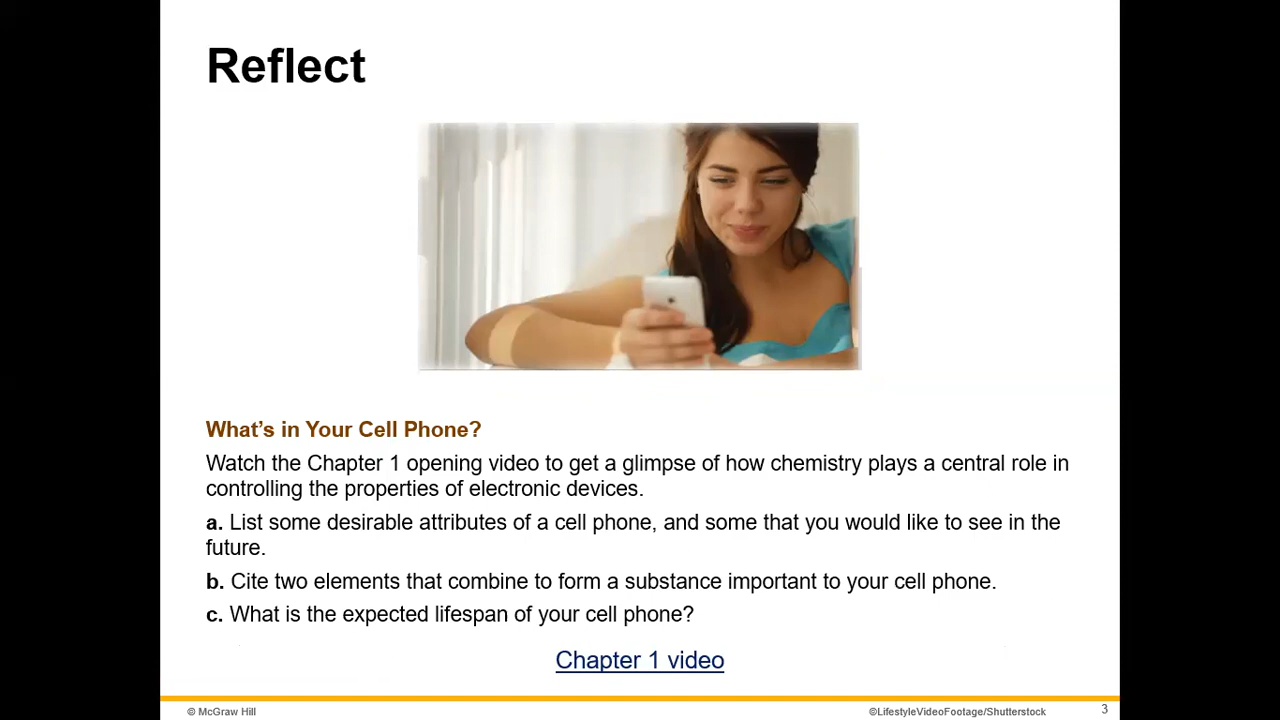 Reflect
What’s in Your Cell Phone?
Watch the Chapter 1 opening video to get a glimpse of how chemistry plays a central role in
controlling the properties of electronic devices.
a. List some desirable attributes of a cell phone, and some that you would like to see in the
future.
b. Cite two elements that combine to form a substance important to your cell phone.
c. What is the expected lifespan of your cell phone?
Chapter 1 video
© McGraw Hill
©LifestyleVideoFootage/Shutterstock
3